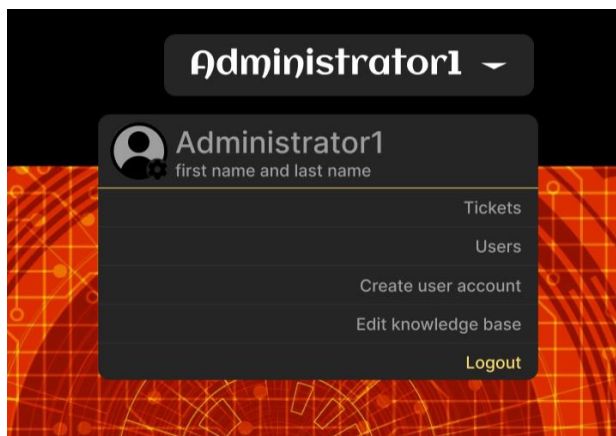 Administrator1
Administrator1
first name and last name
Tickets
Users
Create user account
Edit knowledge base
Logout